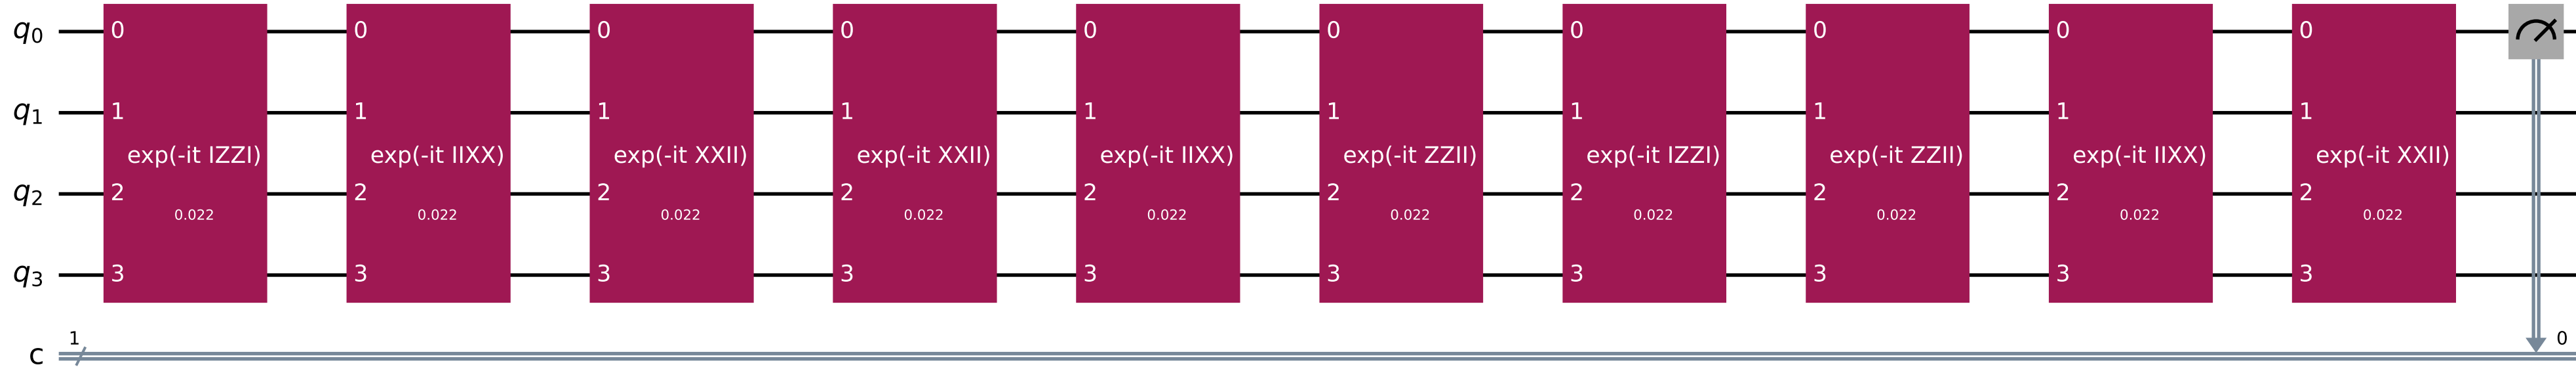 q0 0 0 0 0 0 0 0 0 0 0
q1 1 1 1 1 1 1 1 1 1 1
exp(-it IZZI) exp(-it IIXX) exp(-it XXII) exp(-it XXII) exp(-it IIXX) exp(-it ZZII) exp(-it IZZI) exp(-it ZZII) exp(-it IIXX) exp(-it XXII)
q2 2 2 2 2 2 2 2 2 2 2
0.022 0.022 0.022 0.022 0.022 0.022 0.022 0.022 0.022 0.022
q3 3 3 3 3 3 3 3 3 3 3
1 0
c